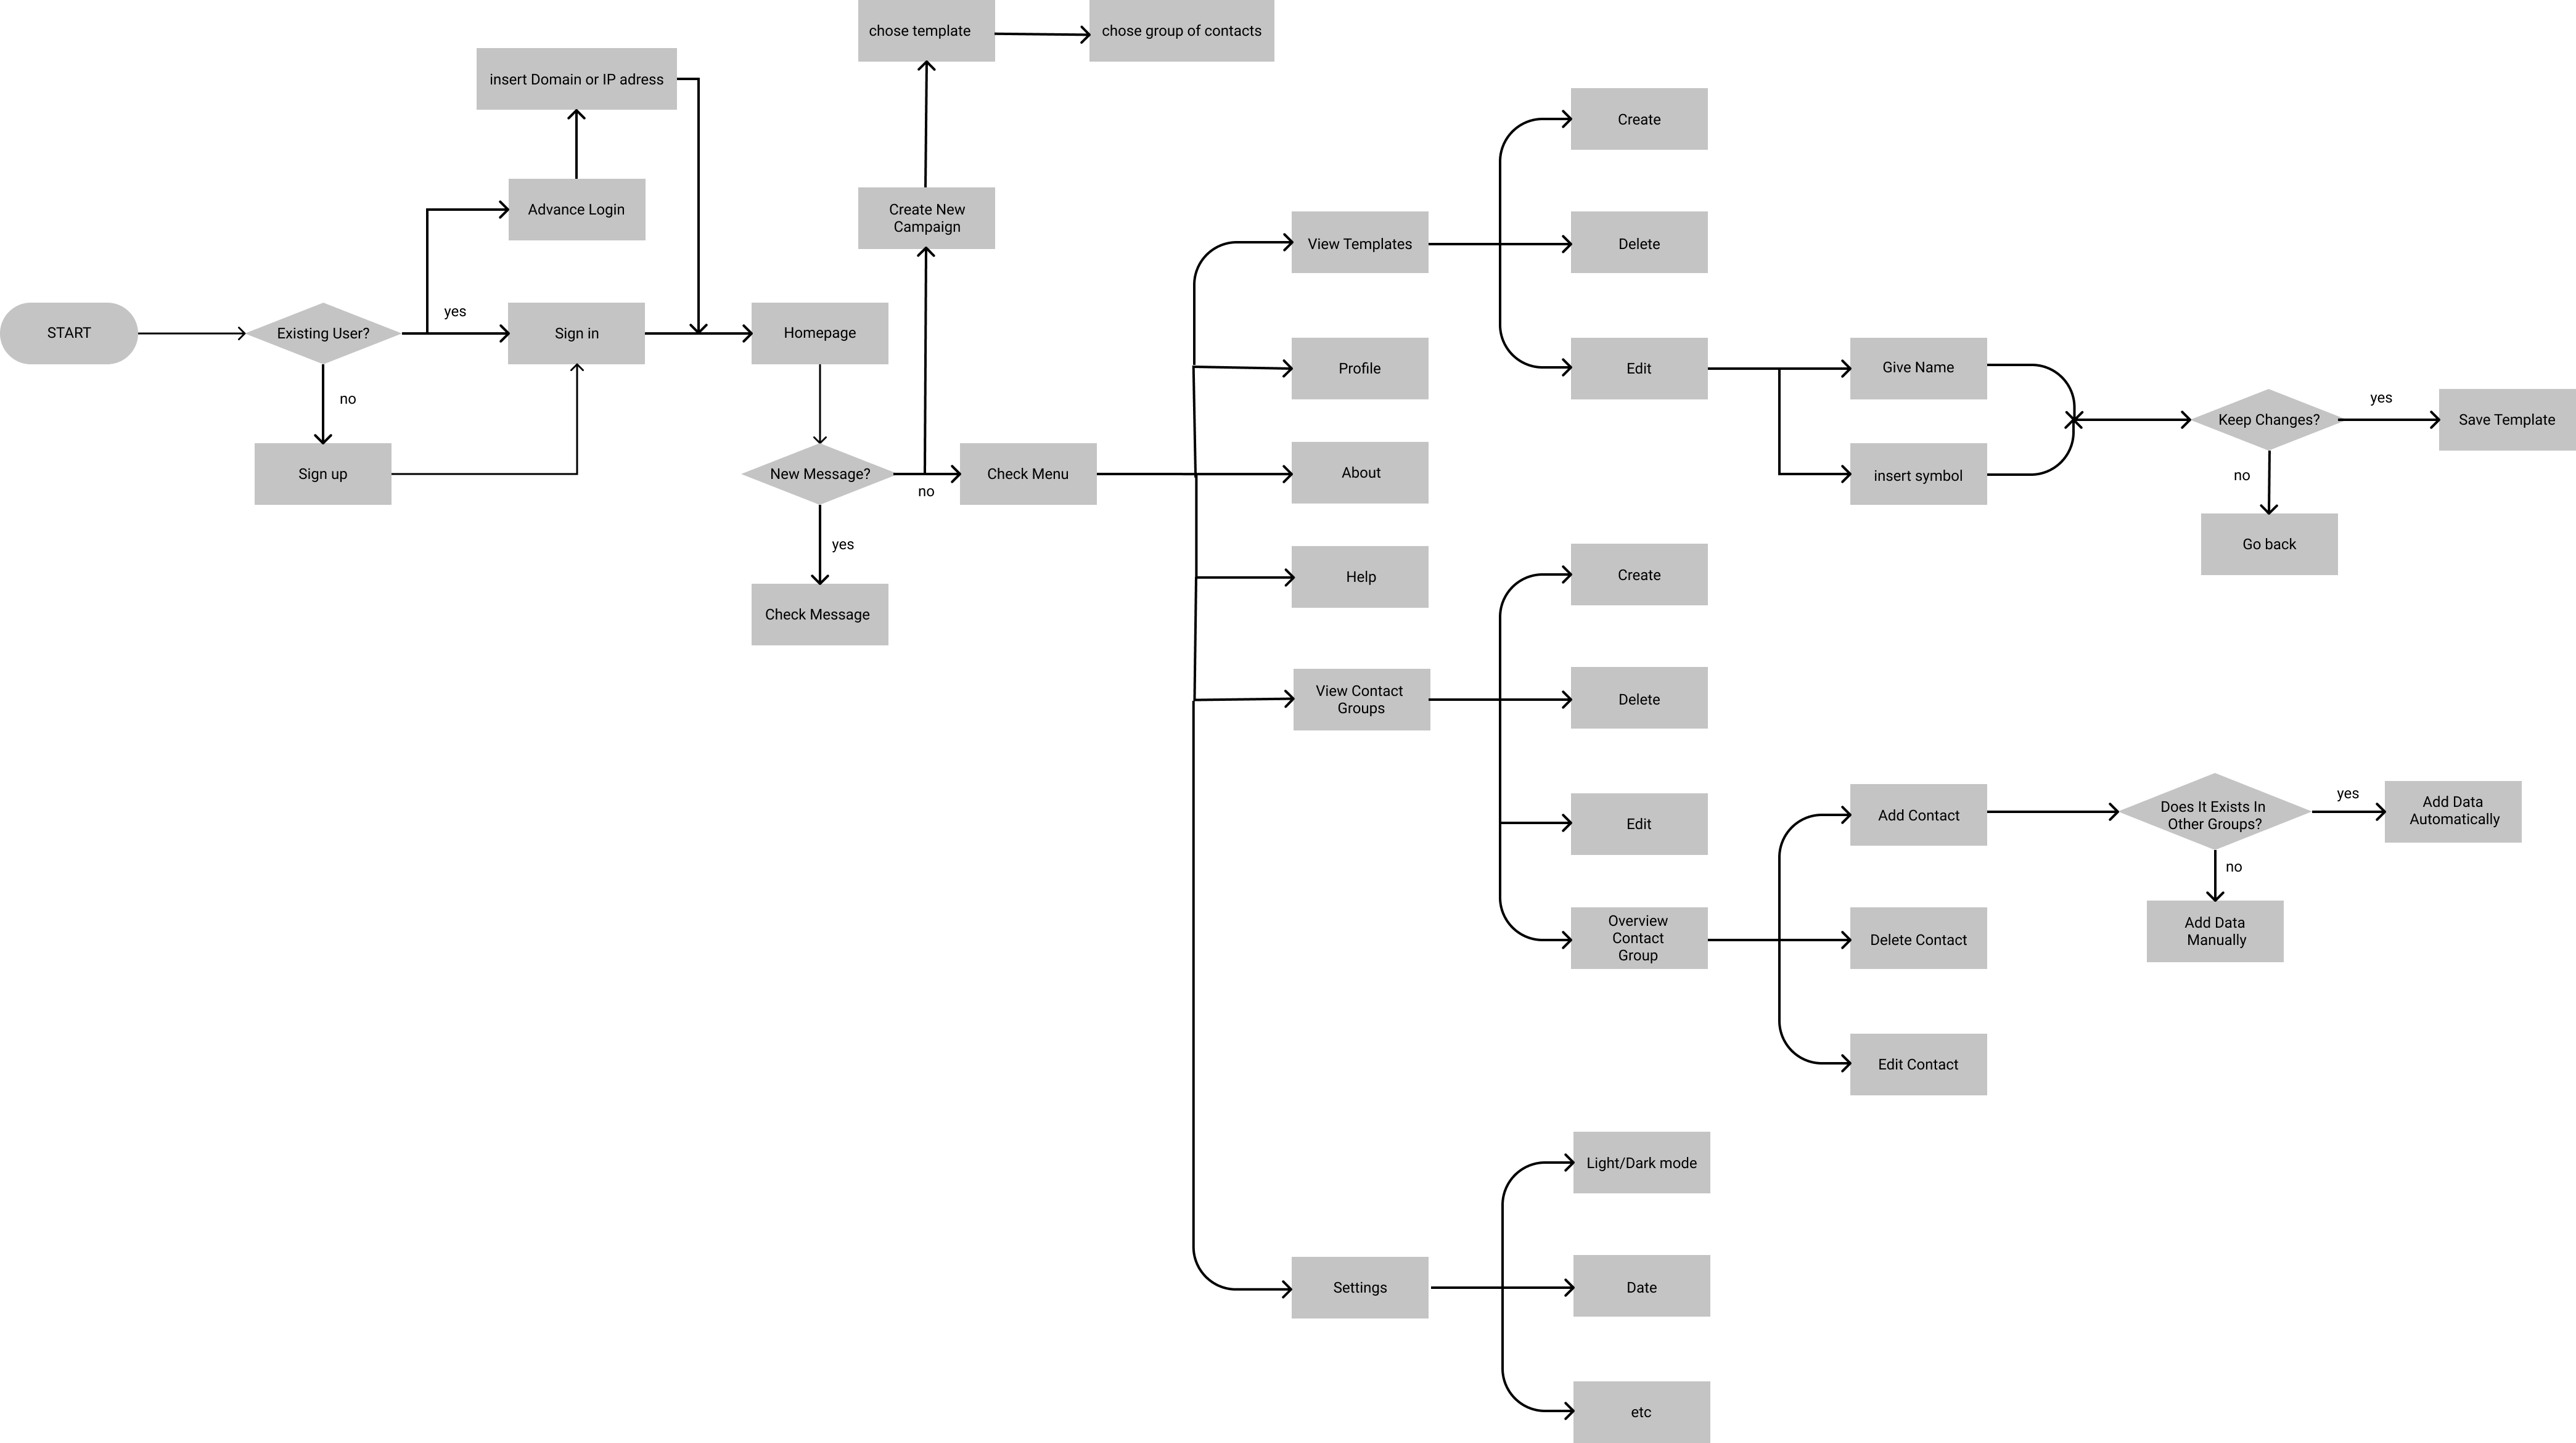 chose template
chose group of contacts
insert Domain or IP adress
Create
Advance Login
Create New
Campaign
View Templates
Delete
yes
START
Existing User?
Sign in
Homepage
Profile
Edit
Give Name
no
Keep Changes?
yes
Save Template
Sign up
New Message?
no
Check Menu
About
insert symbol
no
yes
Go back
Check Message
Help
Create
View Contact
Groups
Delete
Edit
Add Contact
Does It Exists In
Other Groups?
yes
Add Data
Automatically
no
Overview
Contact
Group
Delete Contact
Add Data
Manually
Edit Contact
Light/Dark mode
Settings
Date
etc